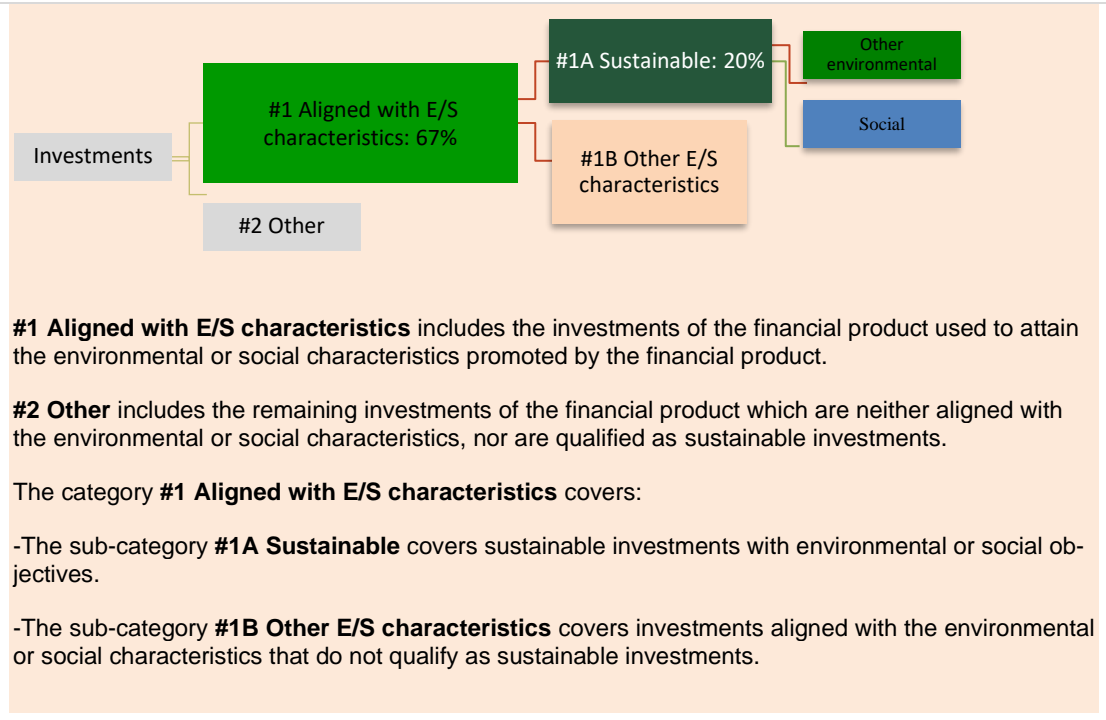 #1A Sustainable: 20%
Other
environmental
#1 Aligned with E/S
characteristics: 67%
Social
Investments
#1B Other E/S
characteristics
#2 Other
#1 Aligned with E/S characteristics includes the investments of the financial product used to attain
the environmental or social characteristics promoted by the financial product.
#2 Other includes the remaining investments of the financial product which are neither aligned with
the environmental or social characteristics, nor are qualified as sustainable investments.
The category #1 Aligned with E/S characteristics covers:
-The sub-category #1A Sustainable covers sustainable investments with environmental or social ob-
jectives.
-The sub-category #1B Other E/S characteristics covers investments aligned with the environmental
or social characteristics that do not qualify as sustainable investments.